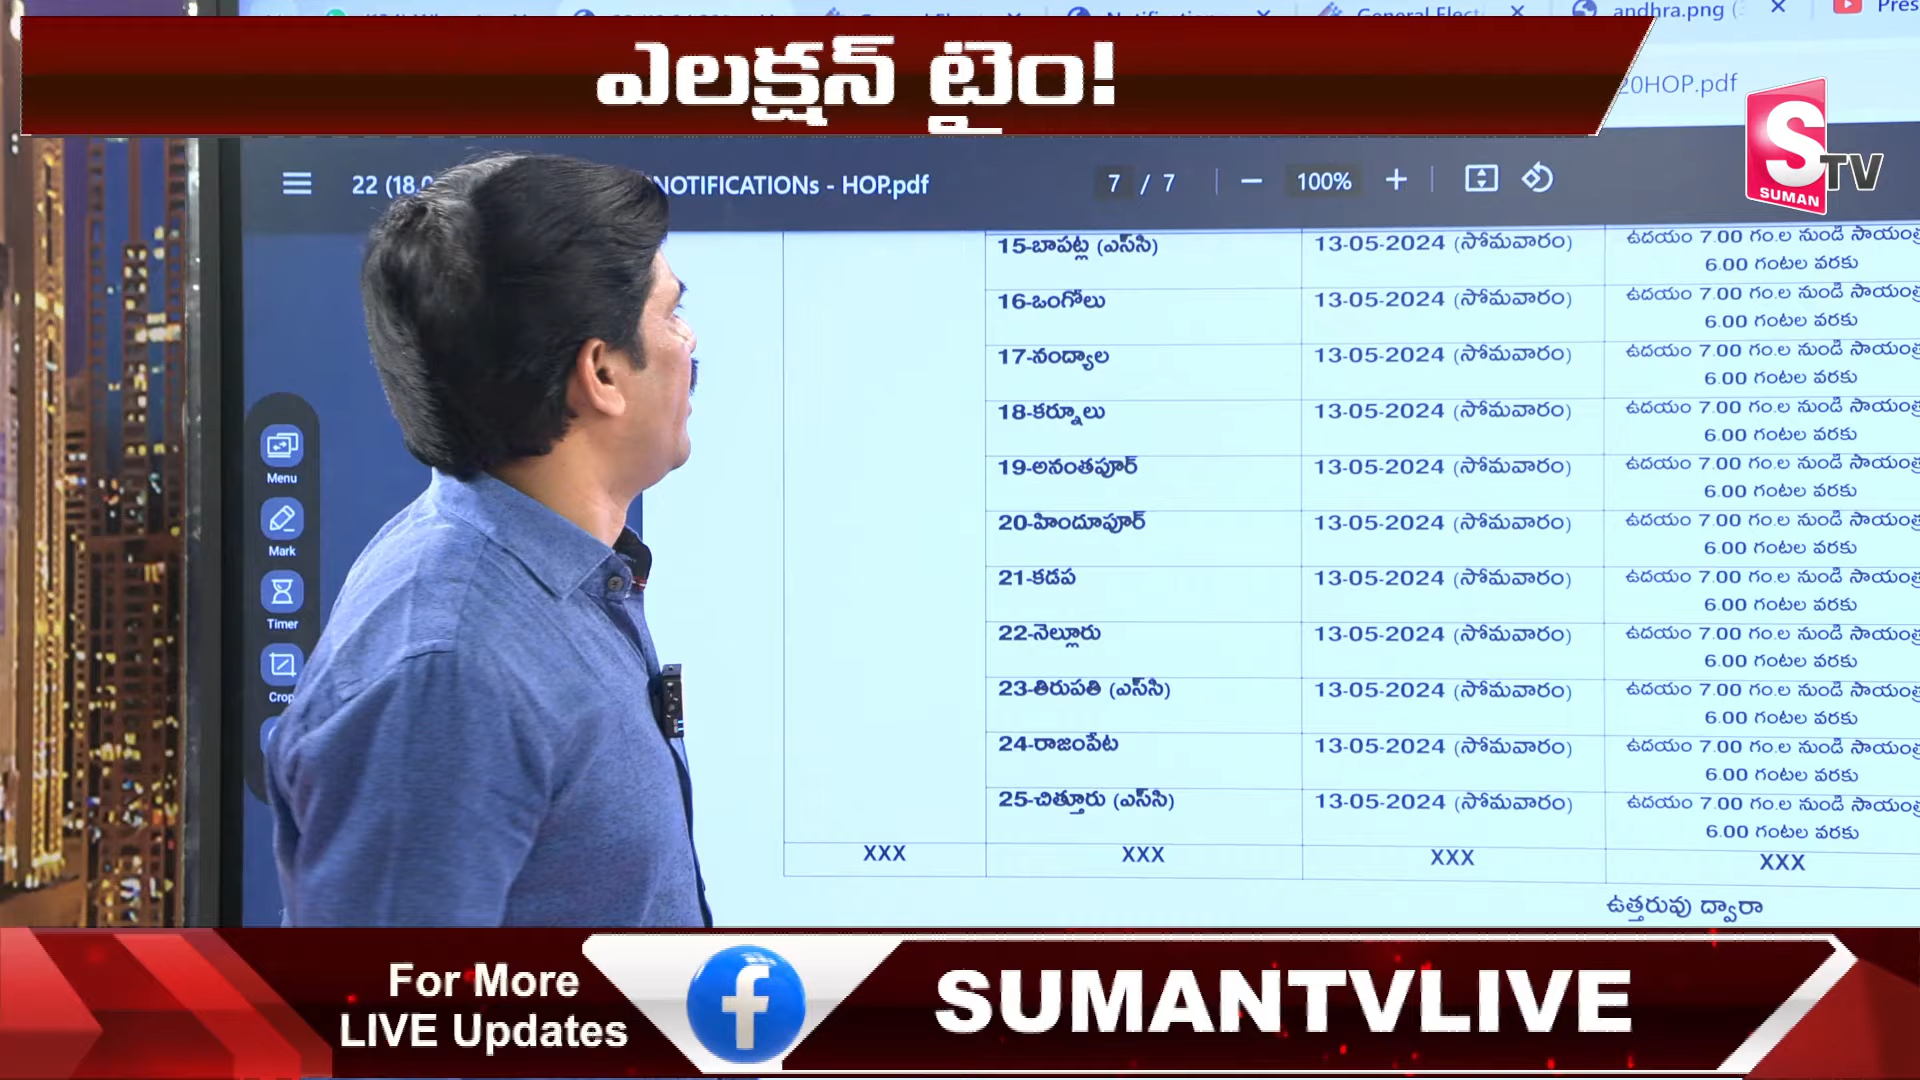 andhra.png
ఎలక్షన్ టైం!
20HOP.pdf
S
TV
SUMAN
NOTIFICATIONs - HOP.pdf
7 / 7
100%
15-బాపట్ల (ఎస్‌సి) 13-05-2024 (సోమవారం) ఉదయం 7.00 గం.ల నుండి
6.00 గంటల వరకు
16-ఒంగోలు 13-05-2024 (సోమవారం) ఉదయం 7.00 గం.ల నుండి
6.00 గంటల వరకు
17-నంద్యాల 13-05-2024 (సోమవారం) ఉదయం 7.00 గం.ల నుండి
6.00 గంటల వరకు
18-కర్నూలు 13-05-2024 (సోమవారం) ఉదయం 7.00 గం.ల నుండి
6.00 గంటల వరకు
19-అనంతపూర్ 13-05-2024 (సోమవారం) ఉదయం 7.00 గం.ల నుండి
6.00 గంటల వరకు
20-హిందూపూర్ 13-05-2024 (సోమవారం) ఉదయం 7.00 గం.ల నుండి
6.00 గంటల వరకు
21-కడప 13-05-2024 (సోమవారం) ఉదయం 7.00 గం.ల నుండి
6.00 గంటల వరకు
22-నెల్లూరు 13-05-2024 (సోమవారం) ఉదయం 7.00 గం.ల నుండి
6.00 గంటల వరకు
23-తిరుపతి (ఎస్‌సి) 13-05-2024 (సోమవారం) ఉదయం 7.00 గం.ల నుండి
6.00 గంటల వరకు
24-రాజంపేట 13-05-2024 (సోమవారం) ఉదయం 7.00 గం.ల నుండి
6.00 గంటల వరకు
25-చిత్తూరు (ఎస్‌సి) 13-05-2024 (సోమవారం) ఉదయం 7.00 గం.ల నుండి
6.00 గంటల వరకు
XXX XXX XXX XXX
ఉత్తరువు ద్వారా
Menu
Mark
Timer
Crop
For More
LIVE Updates
SUMANTVLIVE